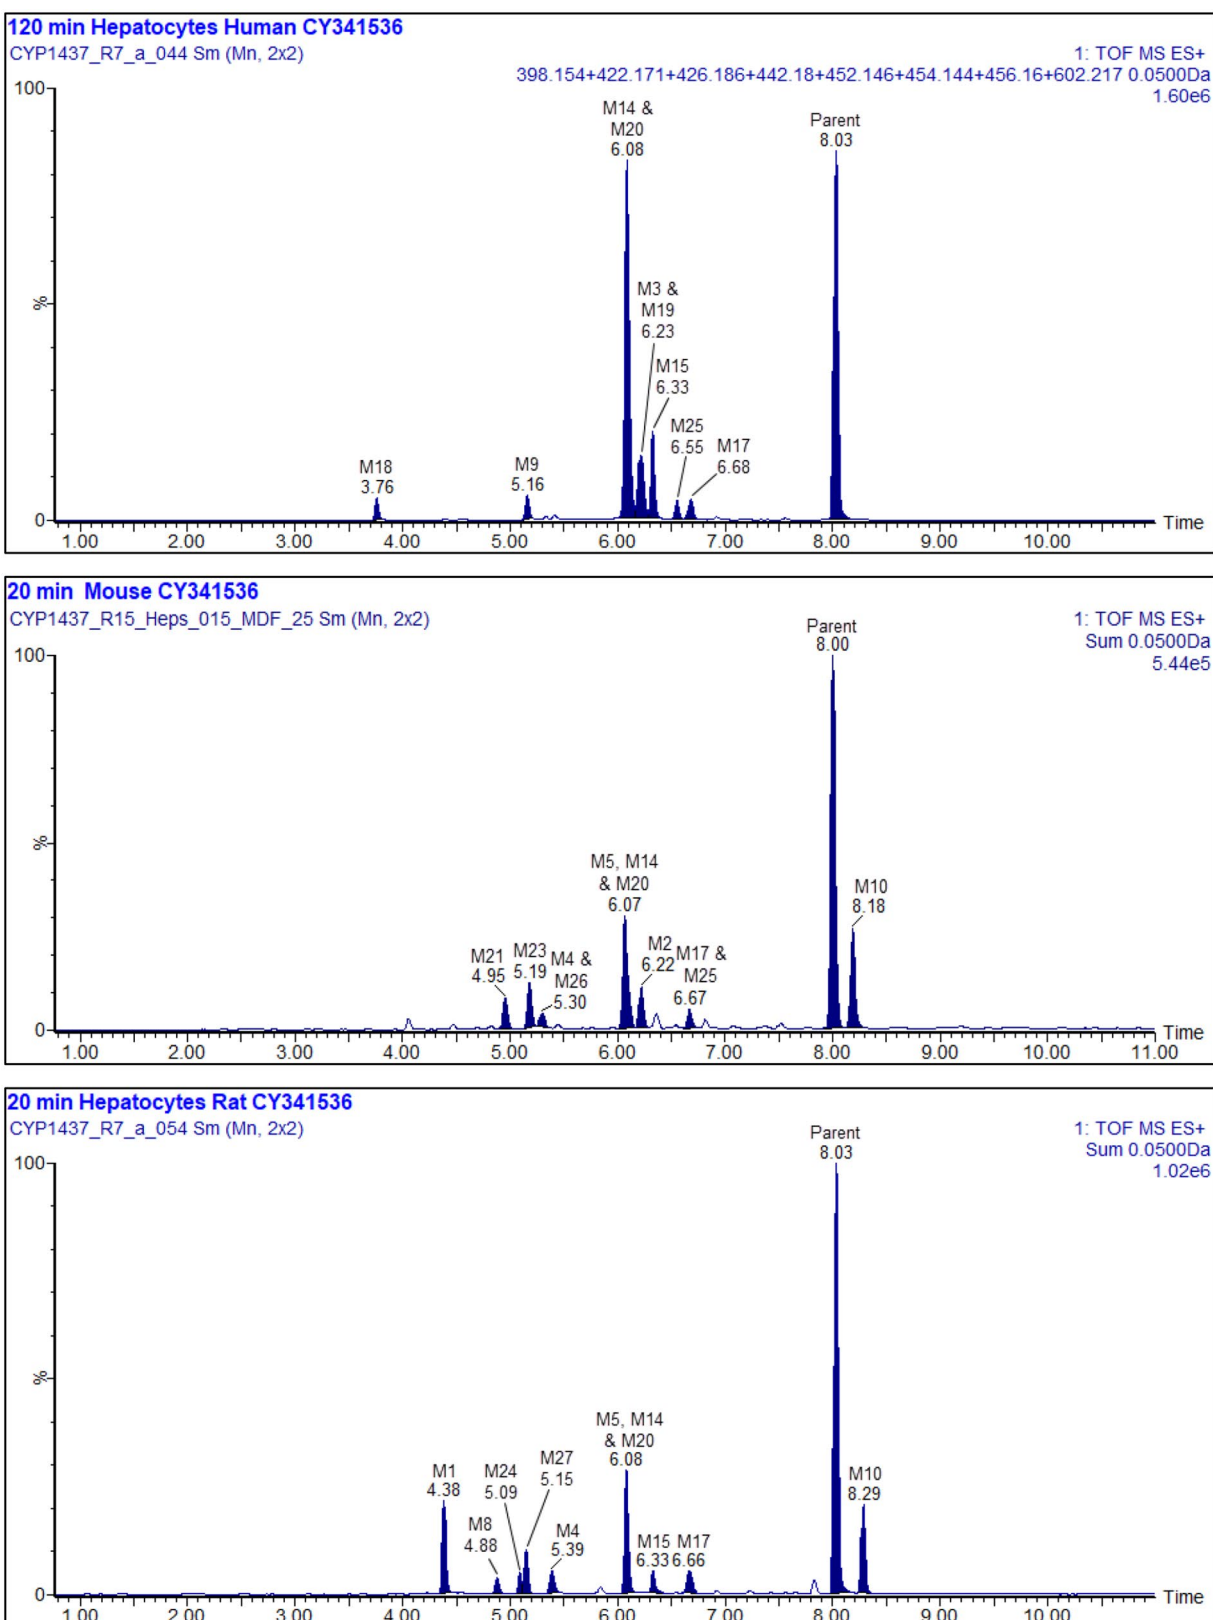 120 min Hepatocytes Human CY341536
CYP1437_R7_a_044 Sm (Mn, 2x2)
1: TOF MS ES+
398.154+422.171+426.186+442.18+452.146+454.144+456.16+602.217 0.0500Da
1.60e6
100
%
0
M18
3.76
M9
5.16
M14 &
M20
6.08
M3 &
M19
6.23
M15
6.33
M25
6.55
M17
6.68
Parent
8.03
Time
1.00 2.00 3.00 4.00 5.00 6.00 7.00 8.00 9.00 10.00
20 min  Mouse CY341536
CYP1437_R15_Heps_015_MDF_25 Sm (Mn, 2x2)
1: TOF MS ES+
Sum 0.0500Da
5.44e5
100
%
0
M21
4.95
M23
5.19
M4 &
M26
5.30
M5, M14
& M20
6.07
M2
6.22
M17 &
M25
6.67
Parent
8.00
M10
8.18
Time
1.00 2.00 3.00 4.00 5.00 6.00 7.00 8.00 9.00 10.00 11.00
20 min Hepatocytes Rat CY341536
CYP1437_R7_a_054 Sm (Mn, 2x2)
1: TOF MS ES+
Sum 0.0500Da
1.02e6
100
%
0
M1
4.38
M8
4.88
M24
5.09
M27
5.15
M4
5.39
M5, M14
& M20
6.08
M15
6.33
M17
6.66
Parent
8.03
M10
8.29
Time
1.00 2.00 3.00 4.00 5.00 6.00 7.00 8.00 9.00 10.00